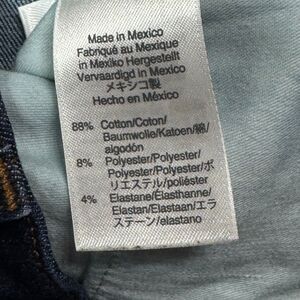 Made in Mexico
Fabriqué au Mexique
in Mexiko Hergestellt
Vervaardigd in Mexico
メキシコ製
Hecho en México
88% Cotton/Coton/
Baumwolle/Katoen/綿/
algodón
8% Polyester/Polyester/
Polyester/Polyester/ポ
リエステル/poliéster
4% Elastane/Élasthanne/
Elastan/Elastaan/エラ
ステーン/elastano